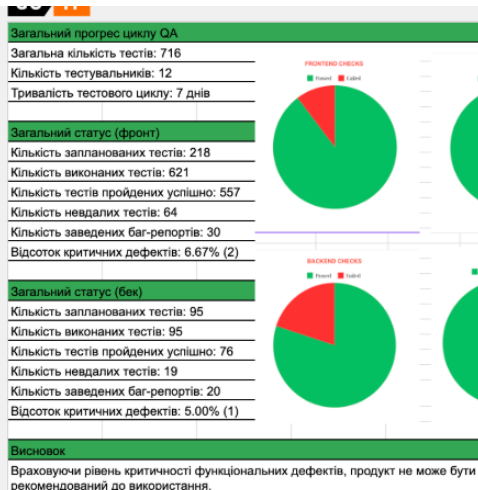 Загальний прогрес циклу QA
Загальна кількість тестів: 716
Кількість тестувальників: 12
Тривалість тестового циклу: 7 днів
Загальний статус (фронт)
Кількість запланованих тестів: 218
Кількість виконаних тестів: 621
Кількість тестів пройдених успішно: 557
Кількість невдалих тестів: 64
Кількість заведених баг-репортів: 30
Відсоток критичних дефектів: 6.67% (2)
FRONTEND CHECKS
Passed Failed
Загальний статус (бек)
Кількість запланованих тестів: 95
Кількість виконаних тестів: 95
Кількість тестів пройдених успішно: 76
Кількість невдалих тестів: 19
Кількість заведених баг-репортів: 20
Відсоток критичних дефектів: 5.00% (1)
BACKEND CHECKS
Passed Failed
Висновок
Враховуючи рівень критичності функціональних дефектів, продукт не може бути
рекомендований до використання.